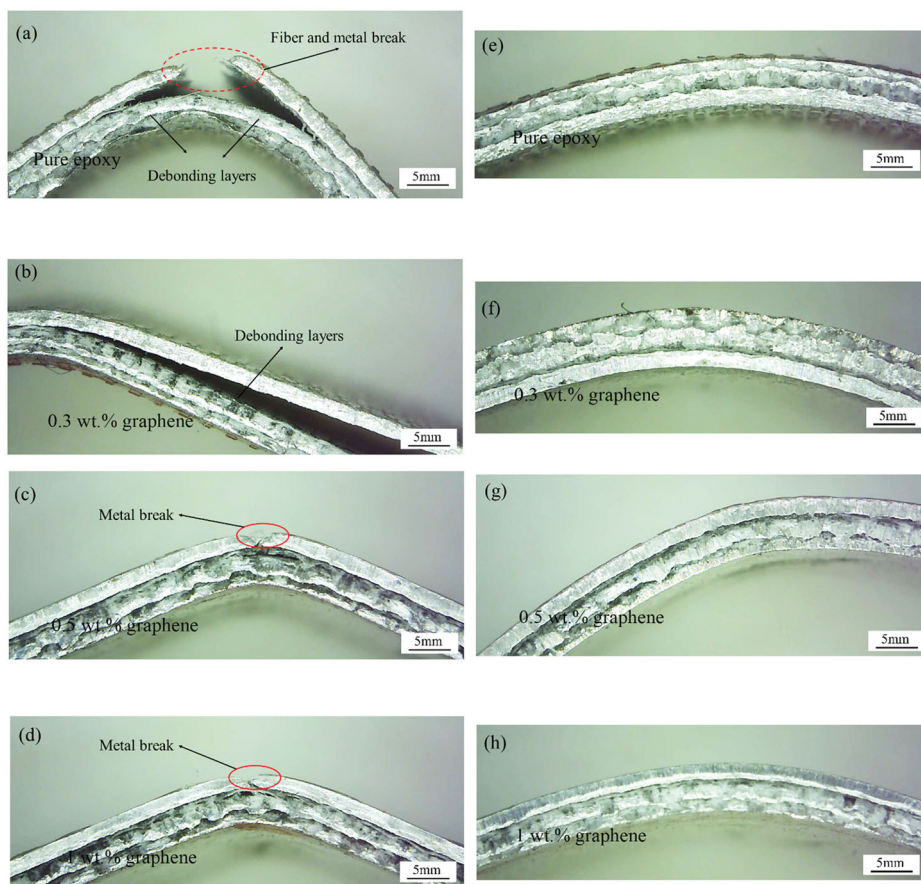 (a)
Fiber and metal break
Pure epoxy
Debonding layers
5mm
(e)
Pure epoxy
5mm
(b)
Debonding layers
0.3 wt.% graphene
5mm
(f)
0.3 wt.% graphene
5mm
(c)
Metal break
0.5 wt.% graphene
5mm
(g)
0.5 wt.% graphene
5mm
(d)
Metal break
1 wt.% graphene
5mm
(h)
1 wt.% graphene
5mm